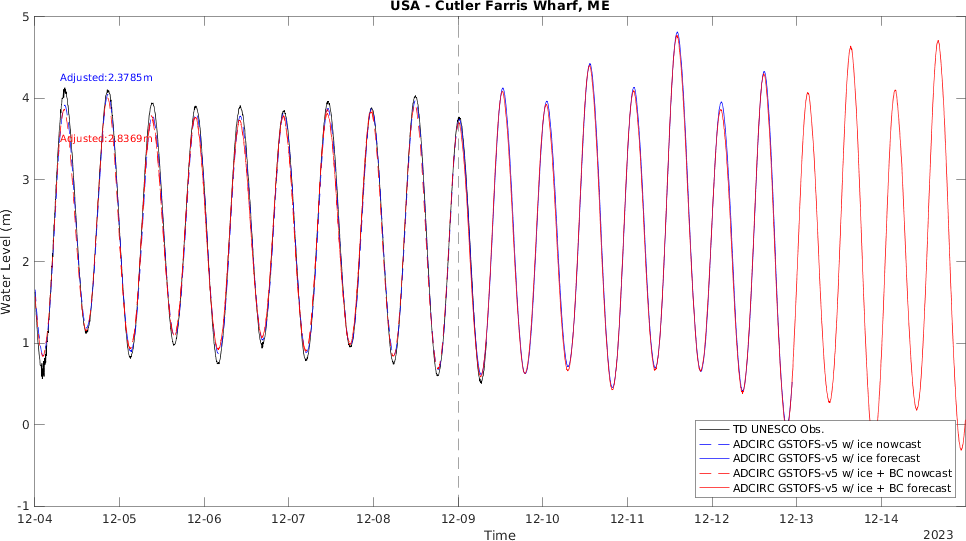 USA - Cutler Farris Wharf, ME
5
4
3
2
1
0
-1
Water Level (m)
Adjusted:2.3785m
Adjusted:2.8369m
TD UNESCO Obs.
ADCIRC GSTOFS-v5 w/ ice nowcast
ADCIRC GSTOFS-v5 w/ ice forecast
ADCIRC GSTOFS-v5 w/ ice + BC nowcast
ADCIRC GSTOFS-v5 w/ ice + BC forecast
12-04 12-05 12-06 12-07 12-08 12-09 12-10 12-11 12-12 12-13 12-14
Time
2023